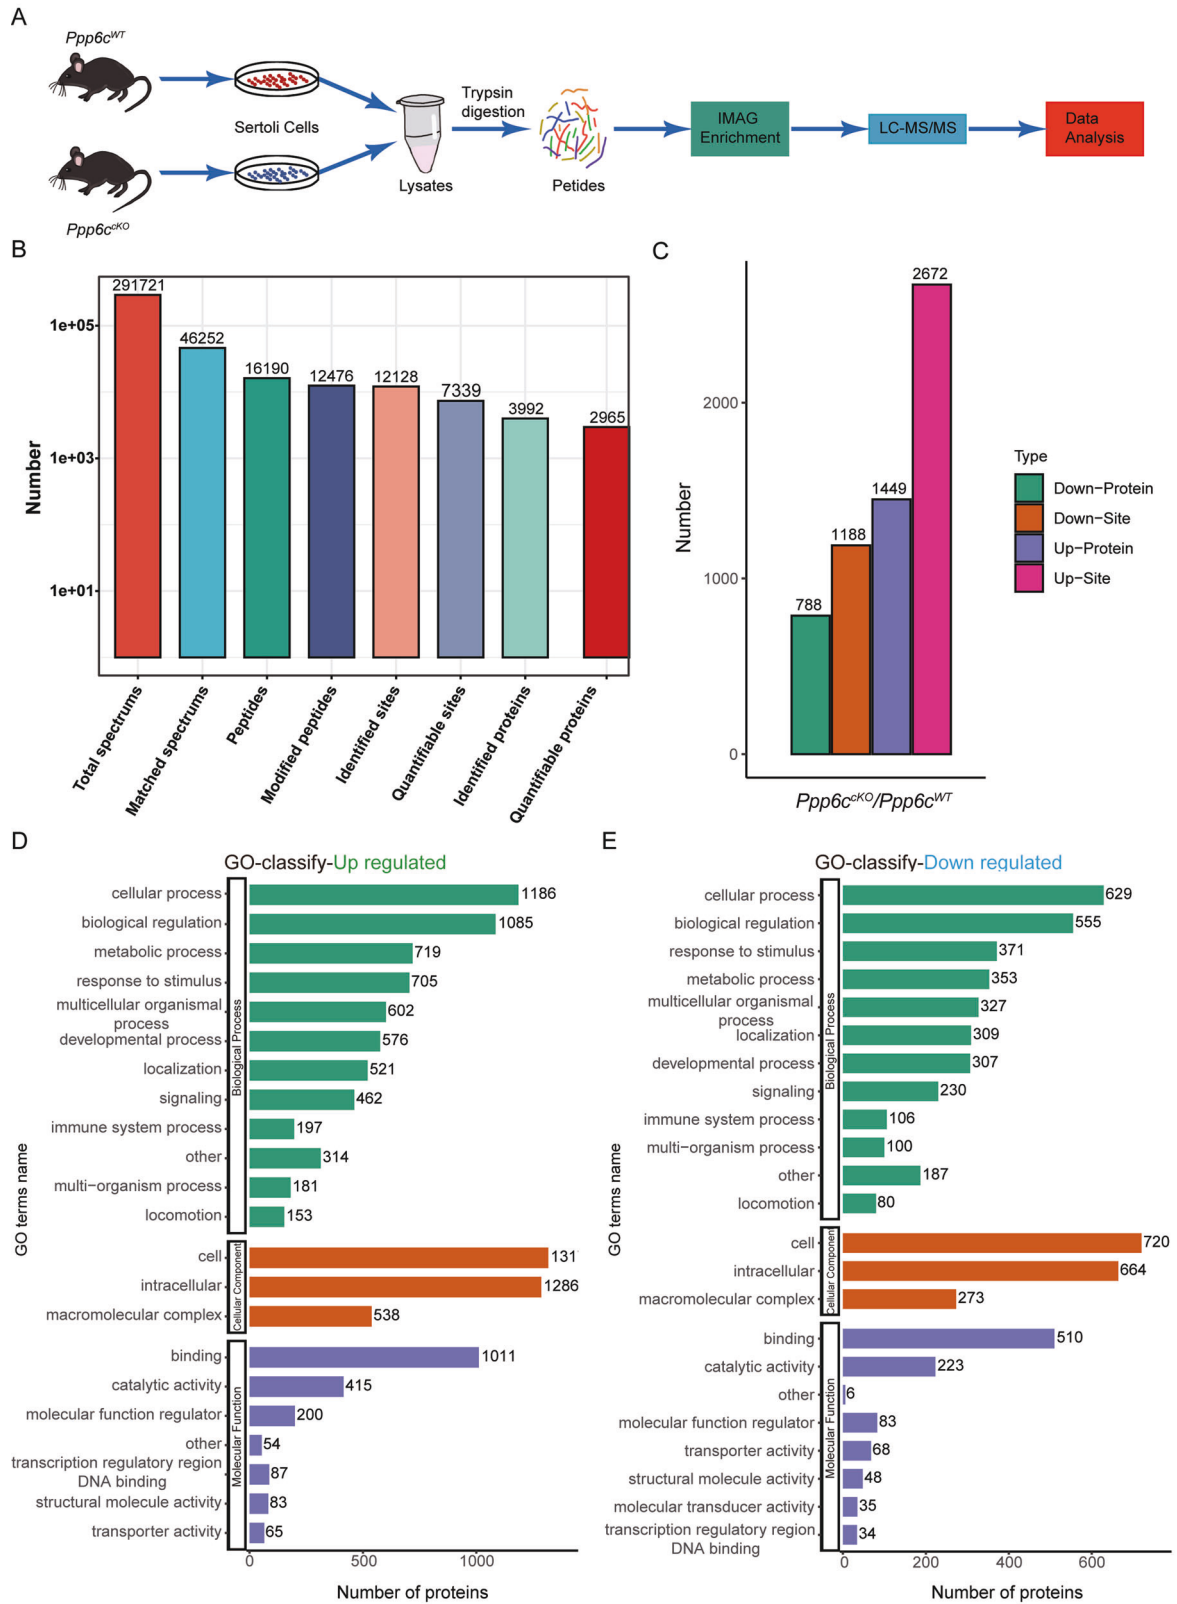 A
Ppp6cWT
Ppp6ccKO
Sertoli Cells
Lysates
Trypsin
digestion
Petides
IMAG
Enrichment
LC-MS/MS
Data
Analysis
B
Number
1e+05
1e+03
1e+01
291721
46252
16190
12476
12128
7339
3992
2965
Total spectrums
Matched spectrums
Peptides
Modified peptides
Identified sites
Quantifiable sites
Identified proteins
Quantifiable proteins
C
Number
2000
1000
0
788
1188
1449
2672
Ppp6ccKO/Ppp6cWT
Type
Down-Protein
Down-Site
Up-Protein
Up-Site
D
GO-classify-Up regulated
GO terms name
Biological Process
cellular process 1186
biological regulation 1085
metabolic process 719
response to stimulus 705
multicellular organismal
process 602
developmental process 576
localization 521
signaling 462
immune system process 197
other 314
multi-organism process 181
locomotion 153
Cellular Component
cell 131
intracellular 1286
macromolecular complex 538
Molecular Function
binding 1011
catalytic activity 415
molecular function regulator 200
other 54
transcription regulatory region
DNA binding 87
structural molecule activity 83
transporter activity 65
0 500 1000
Number of proteins
E
GO-classify-Down regulated
GO terms name
Biological Process
cellular process 629
biological regulation 555
response to stimulus 371
metabolic process 353
multicellular organismal
process 327
localization 309
developmental process 307
signaling 230
immune system process 106
multi-organism process 100
other 187
locomotion 80
Cellular Component
cell 720
intracellular 664
macromolecular complex 273
Molecular Function
binding 510
catalytic activity 223
other 6
molecular function regulator 83
transporter activity 68
structural molecule activity 48
molecular transducer activity 35
transcription regulatory region
DNA binding 34
0 200 400 600
Number of proteins